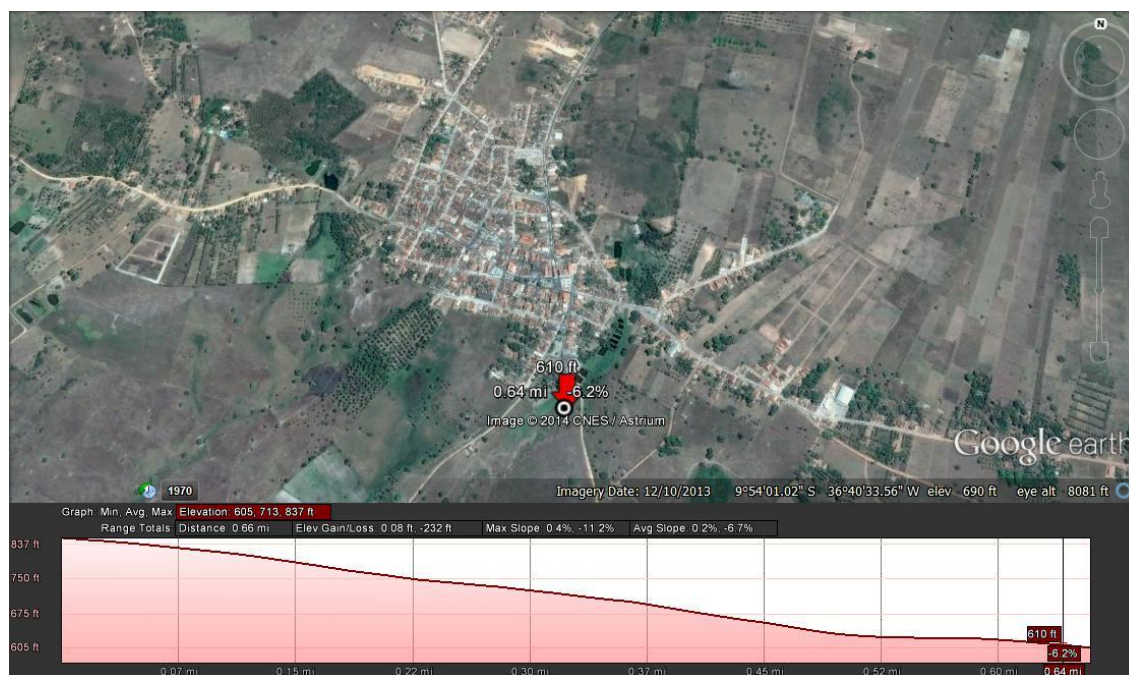 N
610 ft
0.64 mi -6.2%
Image © 2014 CNES / Astrium
Google earth
1970
Imagery Date: 12/10/2013 9°54'01.02" S 36°40'33.56" W elev 690 ft eye alt 8081 ft
Graph: Min, Avg, Max Elevation: 605, 713, 837 ft
Range Totals: Distance: 0.66 mi Elev Gain/Loss: 0.08 ft, -232 ft Max Slope: 0.4%, -11.2% Avg Slope: 0.2%, -6.7%
837 ft
750 ft
675 ft
610 ft
605 ft
-6.2%
0.07 mi 0.15 mi 0.22 mi 0.30 mi 0.37 mi 0.45 mi 0.52 mi 0.60 mi 0.64 mi